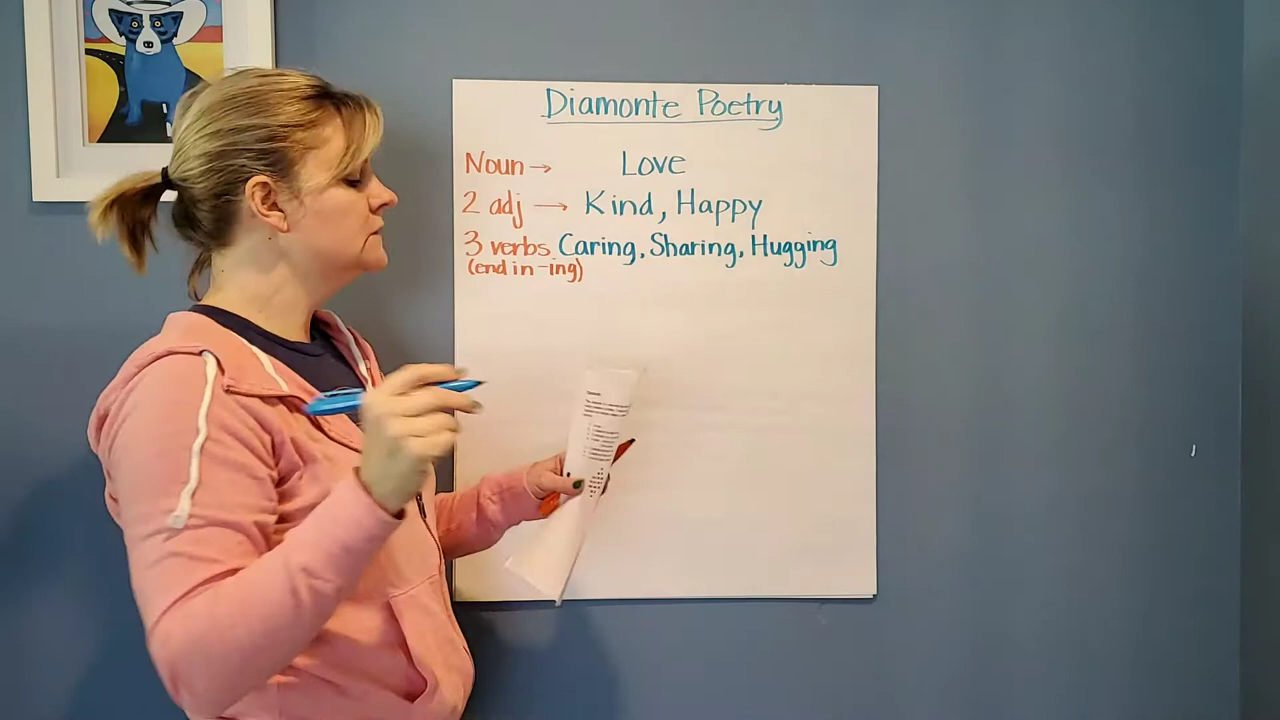 Diamonte Poetry
Noun → Love
2 adj → Kind, Happy
3 verbs Caring, Sharing, Hugging
(end in -ing)